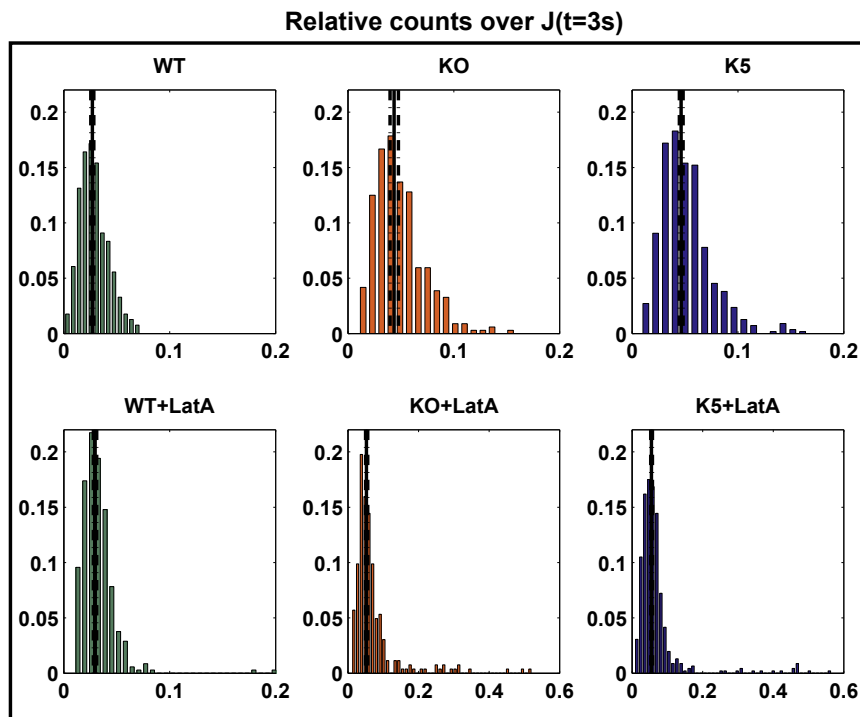 Relative counts over J(t=3s)
WT KO K5
0.2 0.2 0.2
0.15 0.15 0.15
0.1 0.1 0.1
0.05 0.05 0.05
0 0 0
0 0.1 0.2 0 0.1 0.2 0 0.1 0.2
WT+LatA KO+LatA K5+LatA
0.2 0.2 0.2
0.15 0.15 0.15
0.1 0.1 0.1
0.05 0.05 0.05
0 0 0
0 0.1 0.2 0 0.2 0.4 0.6 0 0.2 0.4 0.6